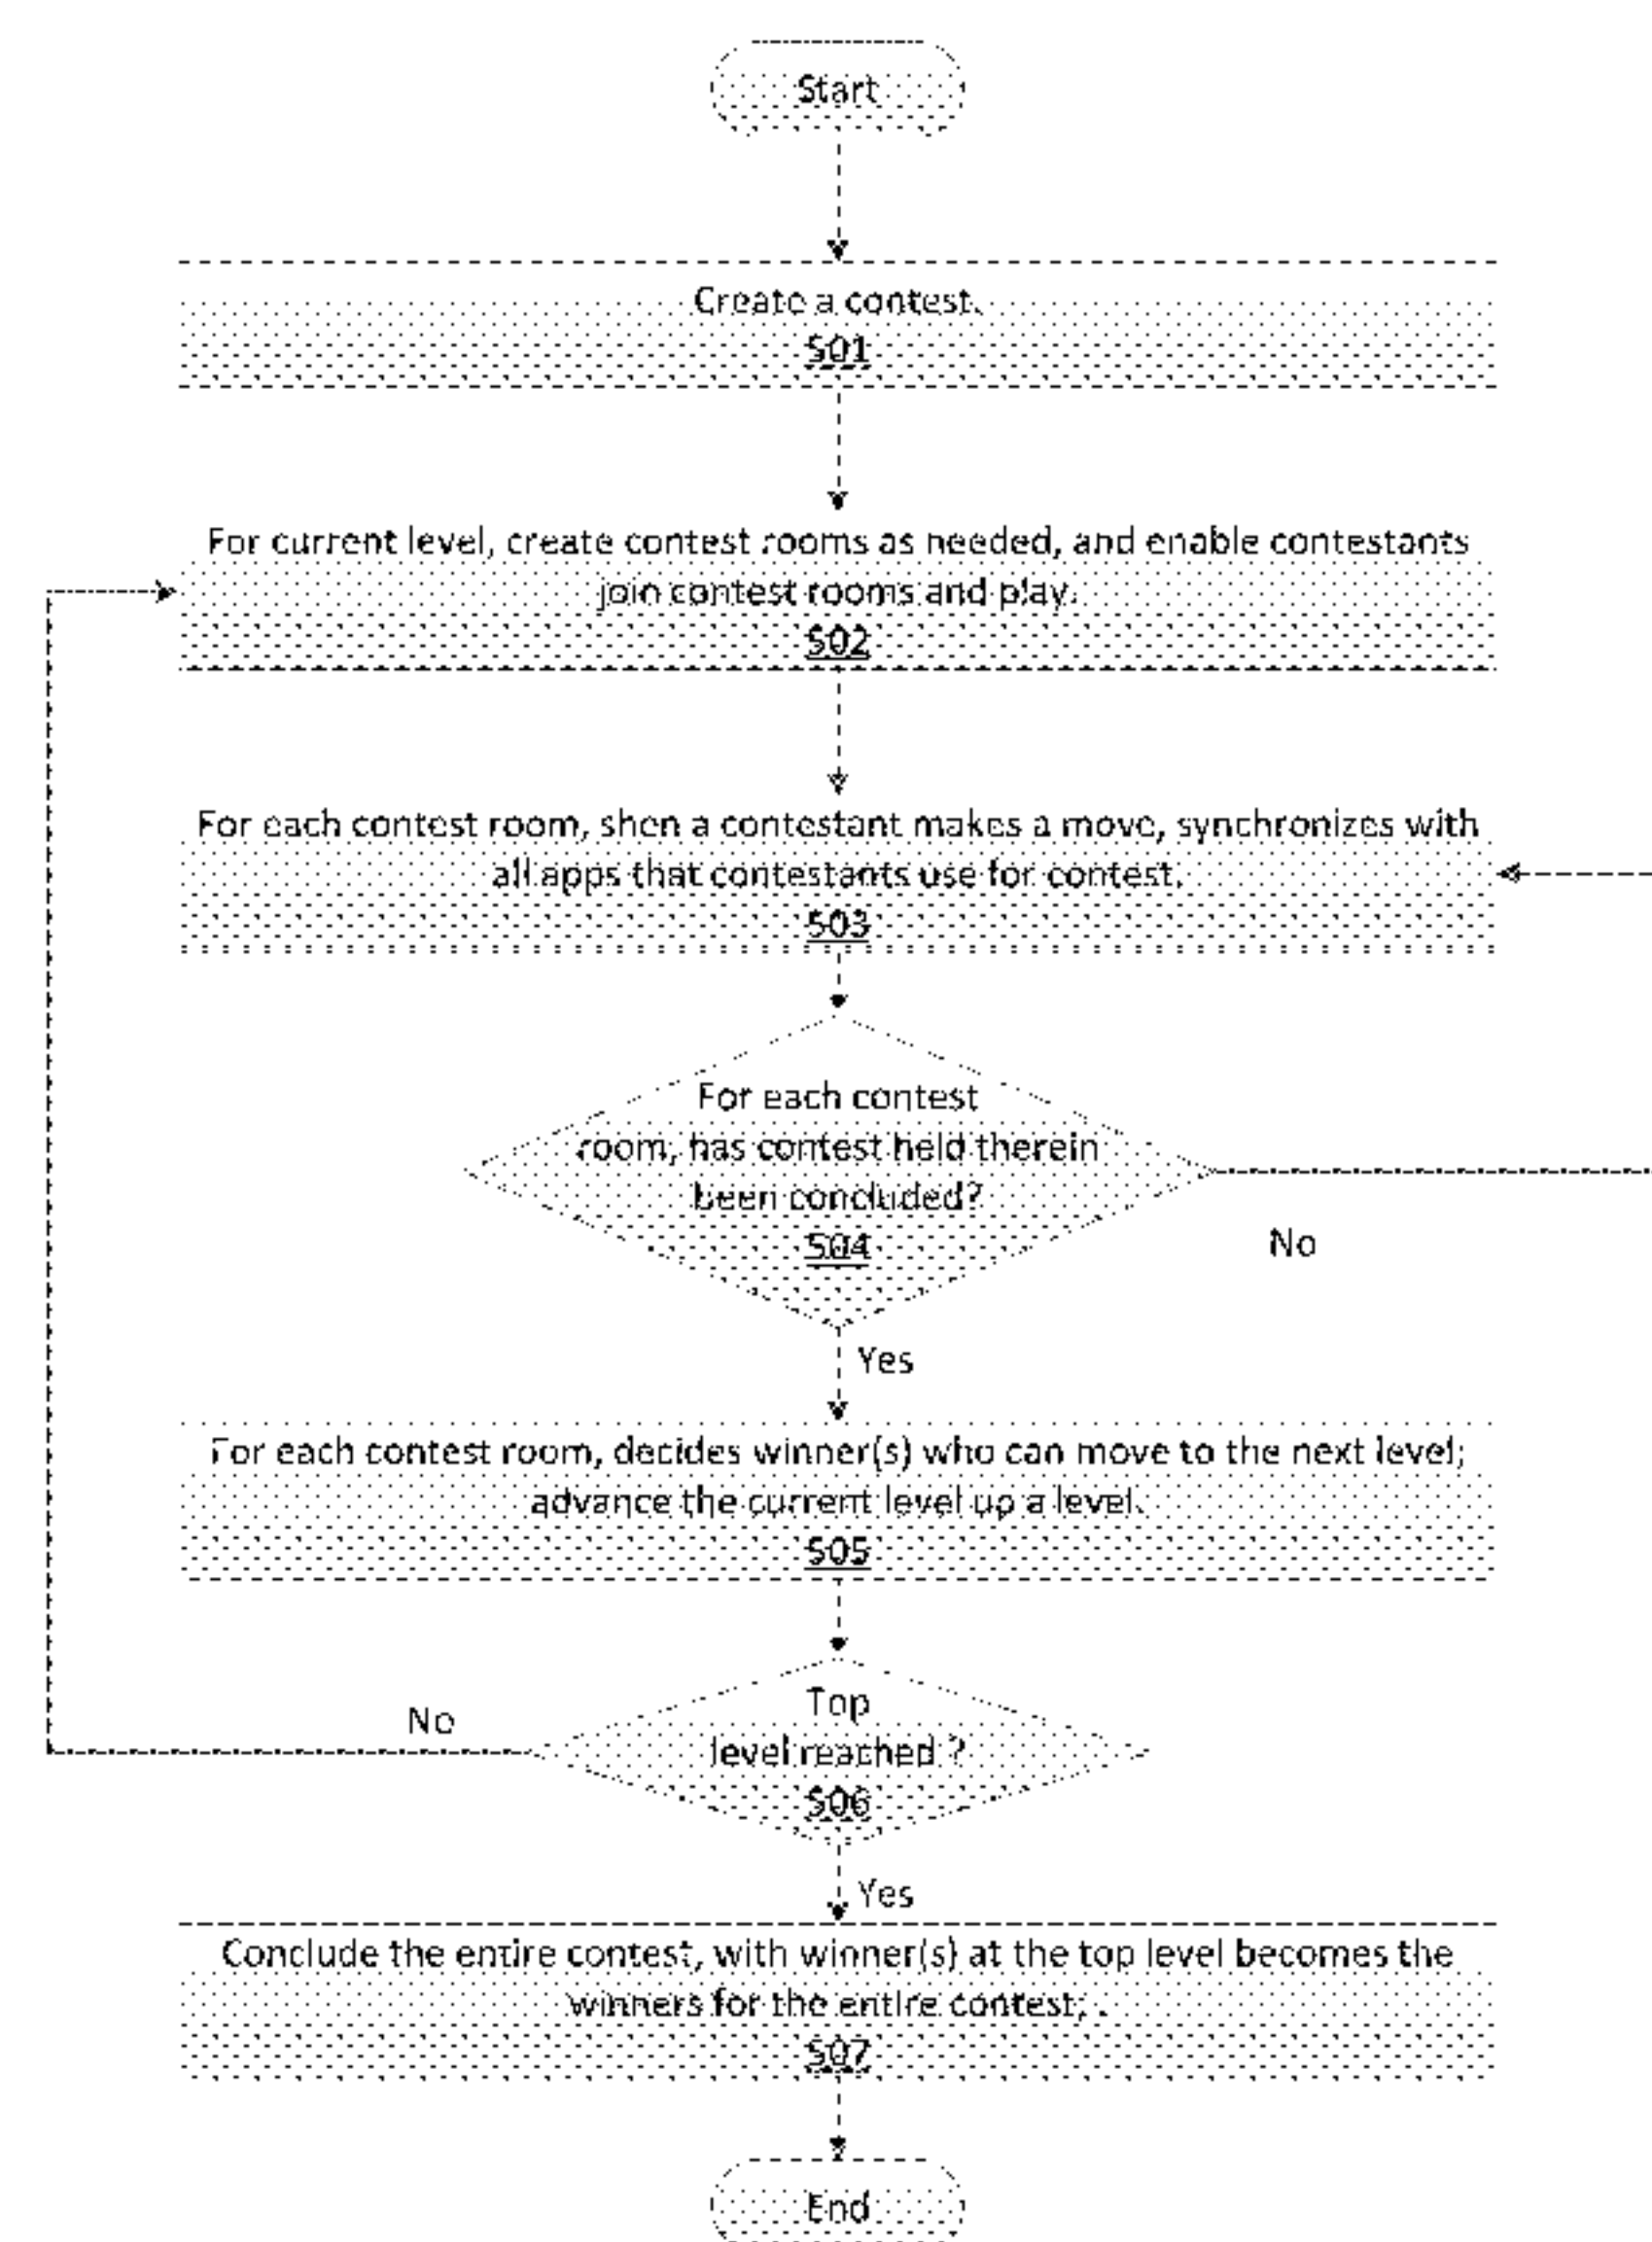 Start
Create a contest.
501
For current level, create contest rooms as needed, and enable contestants
join contest rooms and play.
502
For each contest room, shen a contestant makes a move, synchronizes with
all apps that contestants use for contest.
503
For each contest
room, has contest held therein
been concluded?
504
No
Yes
For each contest room, decides winner(s) who can move to the next level;
advance the current level up a level.
505
No
Top
level reached ?
506
Yes
Conclude the entire contest, with winner(s) at the top level becomes the
winners for the entire contest; .
507
End